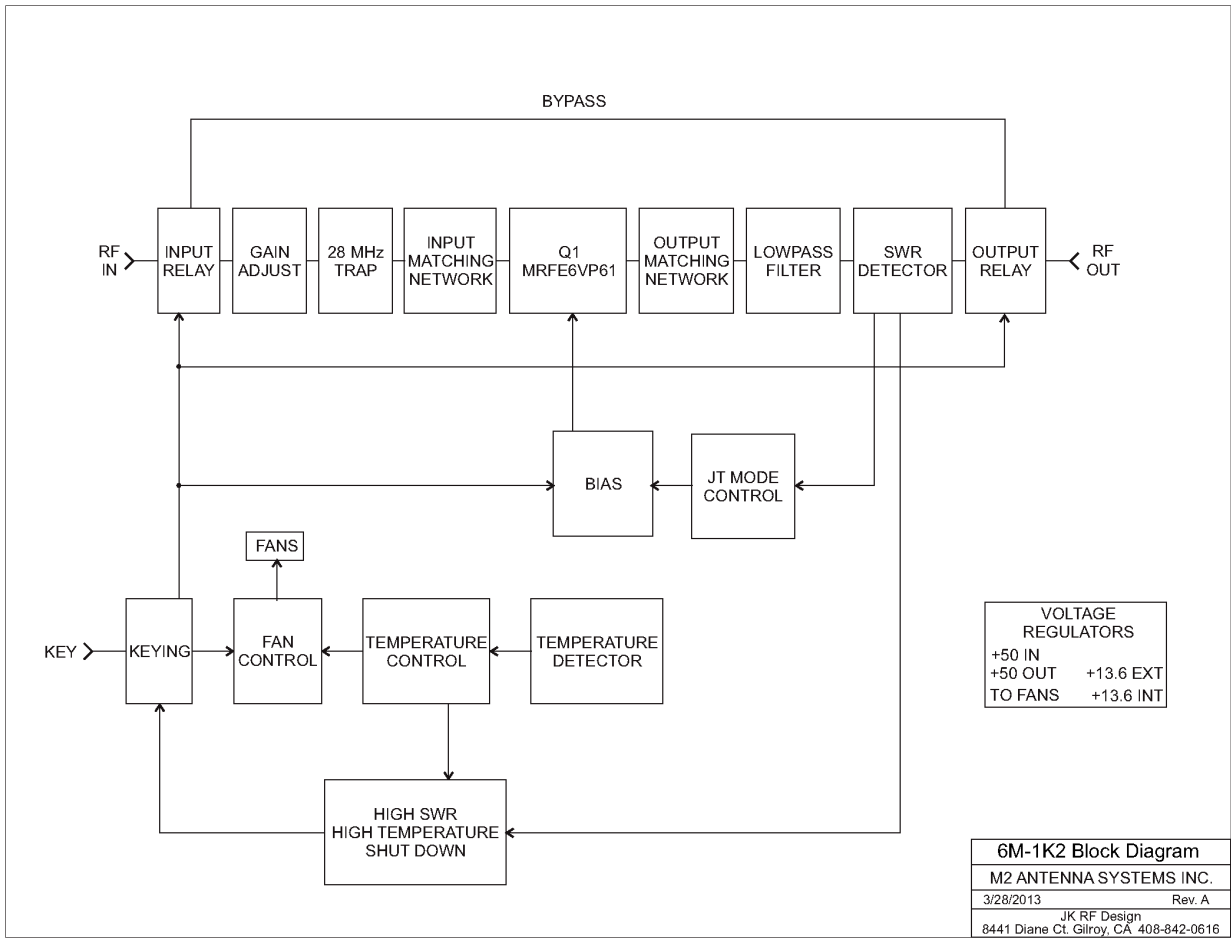 BYPASS
RF
IN
INPUT
RELAY
GAIN
ADJUST
28 MHz
TRAP
INPUT
MATCHING
NETWORK
Q1
MRFE6VP61
OUTPUT
MATCHING
NETWORK
LOWPASS
FILTER
SWR
DETECTOR
OUTPUT
RELAY
RF
OUT
BIAS
JT MODE
CONTROL
FANS
KEY
KEYING
FAN
CONTROL
TEMPERATURE
CONTROL
TEMPERATURE
DETECTOR
VOLTAGE
REGULATORS
+50 IN
+50 OUT +13.6 EXT
TO FANS +13.6 INT
HIGH SWR
HIGH TEMPERATURE
SHUT DOWN
6M-1K2 Block Diagram
M2 ANTENNA SYSTEMS INC.
3/28/2013 Rev. A
JK RF Design
8441 Diane Ct. Gilroy, CA 408-842-0616